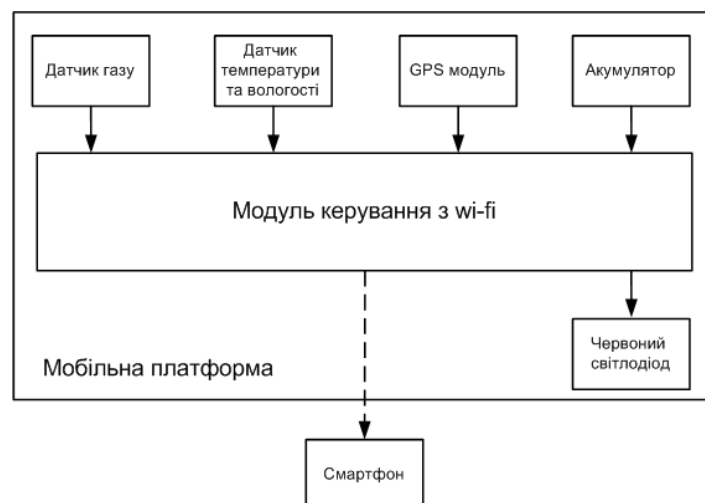 Датчик газу
Датчик
температури
та вологості
GPS модуль
Акумулятор
Модуль керування з wi-fi
Червоний
світлодіод
Мобільна платформа
Смартфон